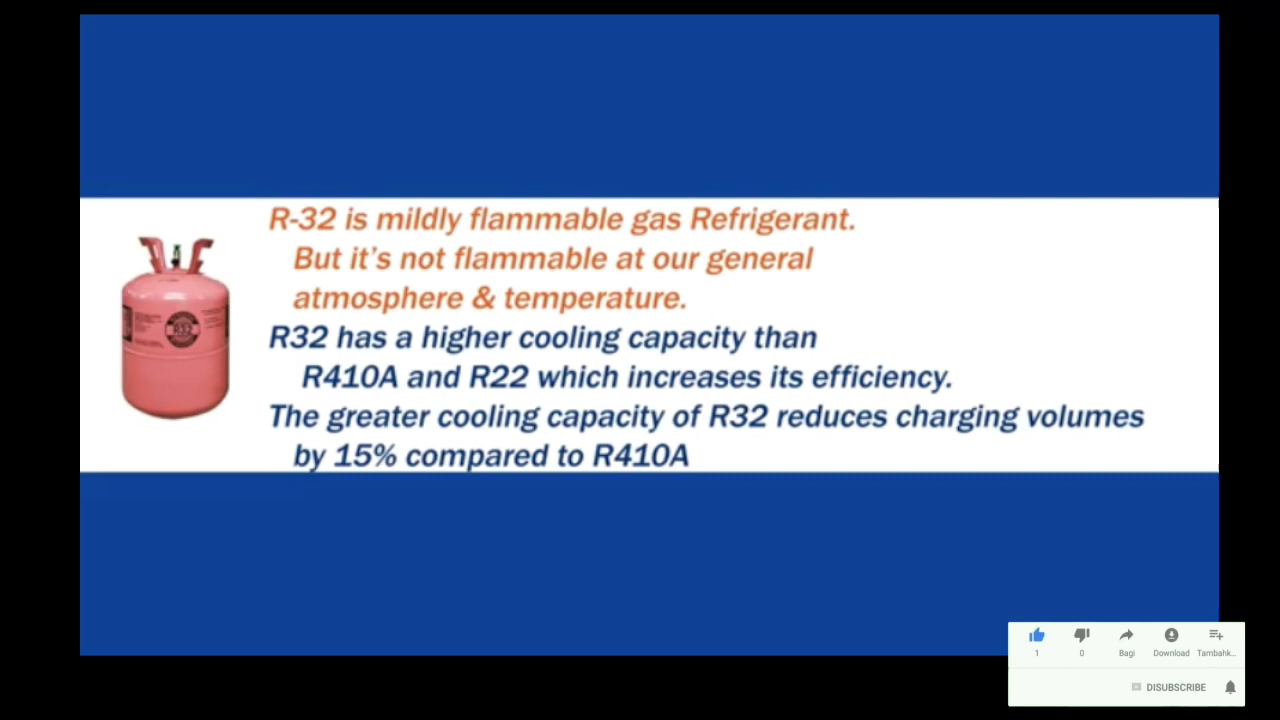 R-32 is mildly flammable gas Refrigerant.
But it's not flammable at our general
atmosphere & temperature.
R32 has a higher cooling capacity than
R410A and R22 which increases its efficiency.
The greater cooling capacity of R32 reduces charging volumes
by 15% compared to R410A
R32
1 0 Bagi Download Tambahk...
DISUBSCRIBE